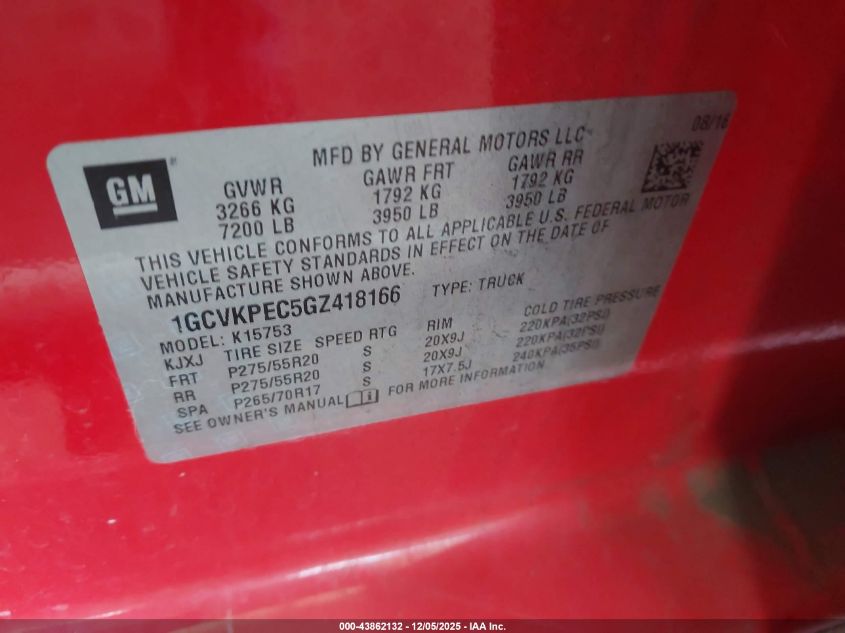 GM
MFD BY GENERAL MOTORS LLC 08/16
GVWR GAWR FRT GAWR RR
3266 KG 1792 KG 1792 KG
7200 LB 3950 LB 3950 LB
THIS VEHICLE CONFORMS TO ALL APPLICABLE U.S. FEDERAL MOTOR
VEHICLE SAFETY STANDARDS IN EFFECT ON THE DATE OF
MANUFACTURE SHOWN ABOVE.
1GCVKPEC5GZ418166 TYPE: TRUCK
MODEL: K15753
KJXJ TIRE SIZE SPEED RTG RIM COLD TIRE PRESSURE
FRT P275/55R20 S 20X9J 220KPA(32PSI)
RR P275/55R20 S 20X9J 220KPA(32PSI)
SPA P265/70R17 S 17X7.5J 240KPA(35PSI)
SEE OWNER'S MANUAL FOR MORE INFORMATION
000-43862132 - 12/05/2025 - IAA Inc.